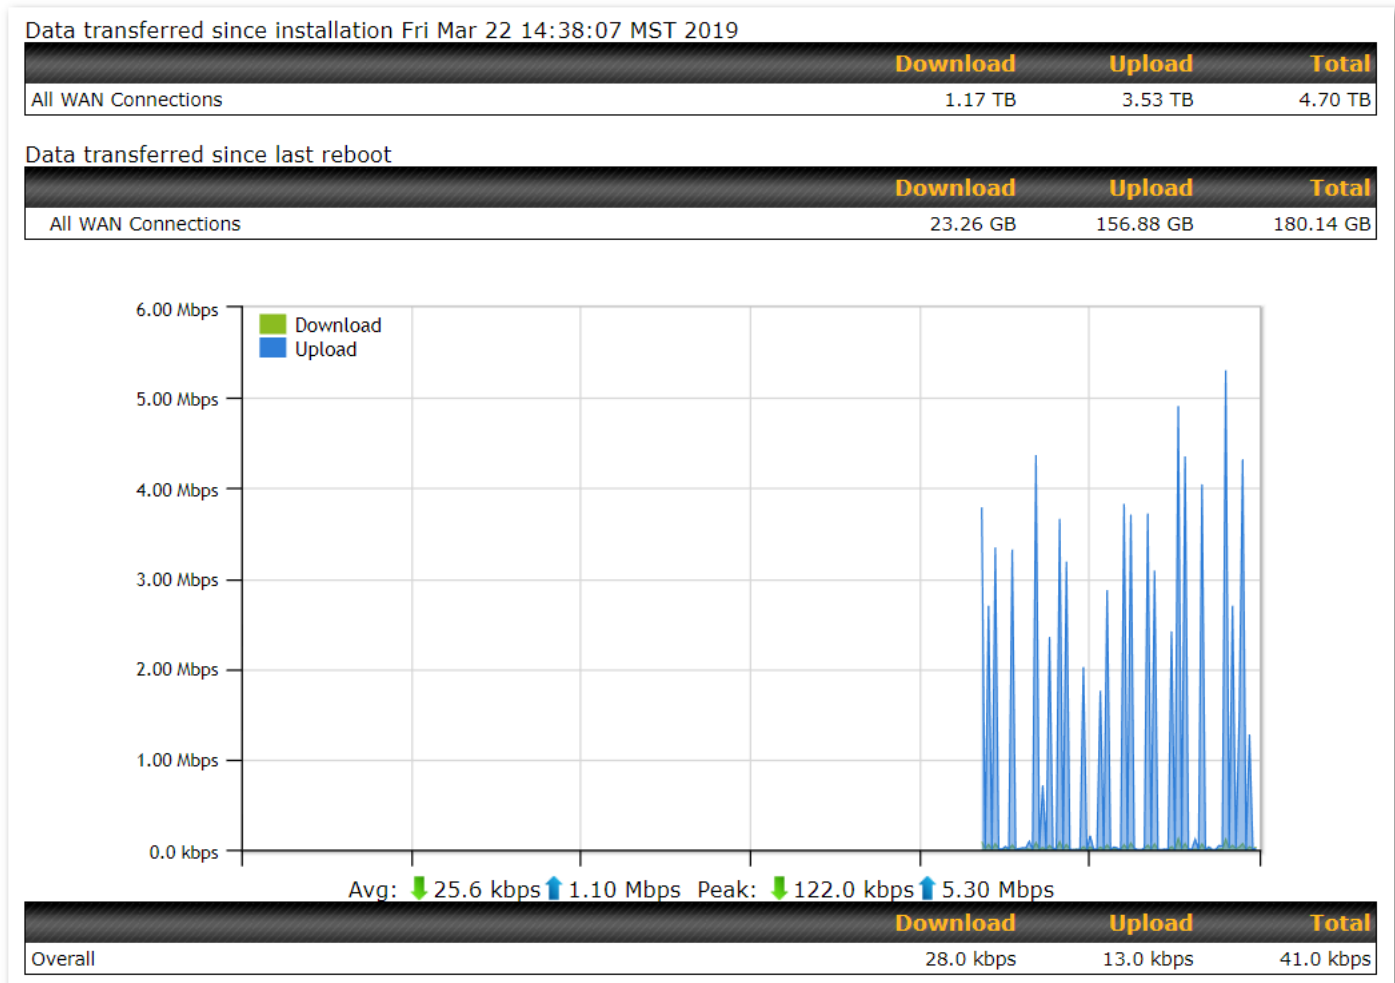 Data transferred since installation Fri Mar 22 14:38:07 MST 2019
Download Upload Total
All WAN Connections 1.17 TB 3.53 TB 4.70 TB
Data transferred since last reboot
Download Upload Total
All WAN Connections 23.26 GB 156.88 GB 180.14 GB
6.00 Mbps
Download
Upload
5.00 Mbps
4.00 Mbps
3.00 Mbps
2.00 Mbps
1.00 Mbps
0.0 kbps
Avg: 25.6 kbps 1.10 Mbps Peak: 122.0 kbps 5.30 Mbps
Download Upload Total
Overall 28.0 kbps 13.0 kbps 41.0 kbps